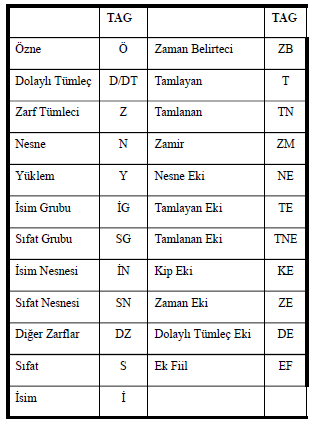 TAG TAG
Özne Ö Zaman Belirteci ZB
Dolaylı Tümleç D/DT Tamlayan T
Zarf Tümleci Z Tamlanan TN
Nesne N Zamir ZM
Yüklem Y Nesne Eki NE
İsim Grubu İG Tamlayan Eki TE
Sıfat Grubu SG Tamlanan Eki TNE
İsim Nesnesi İN Kip Eki KE
Sıfat Nesnesi SN Zaman Eki ZE
Diğer Zarflar DZ Dolaylı Tümleç Eki DE
Sıfat S Ek Fiil EF
İsim İ